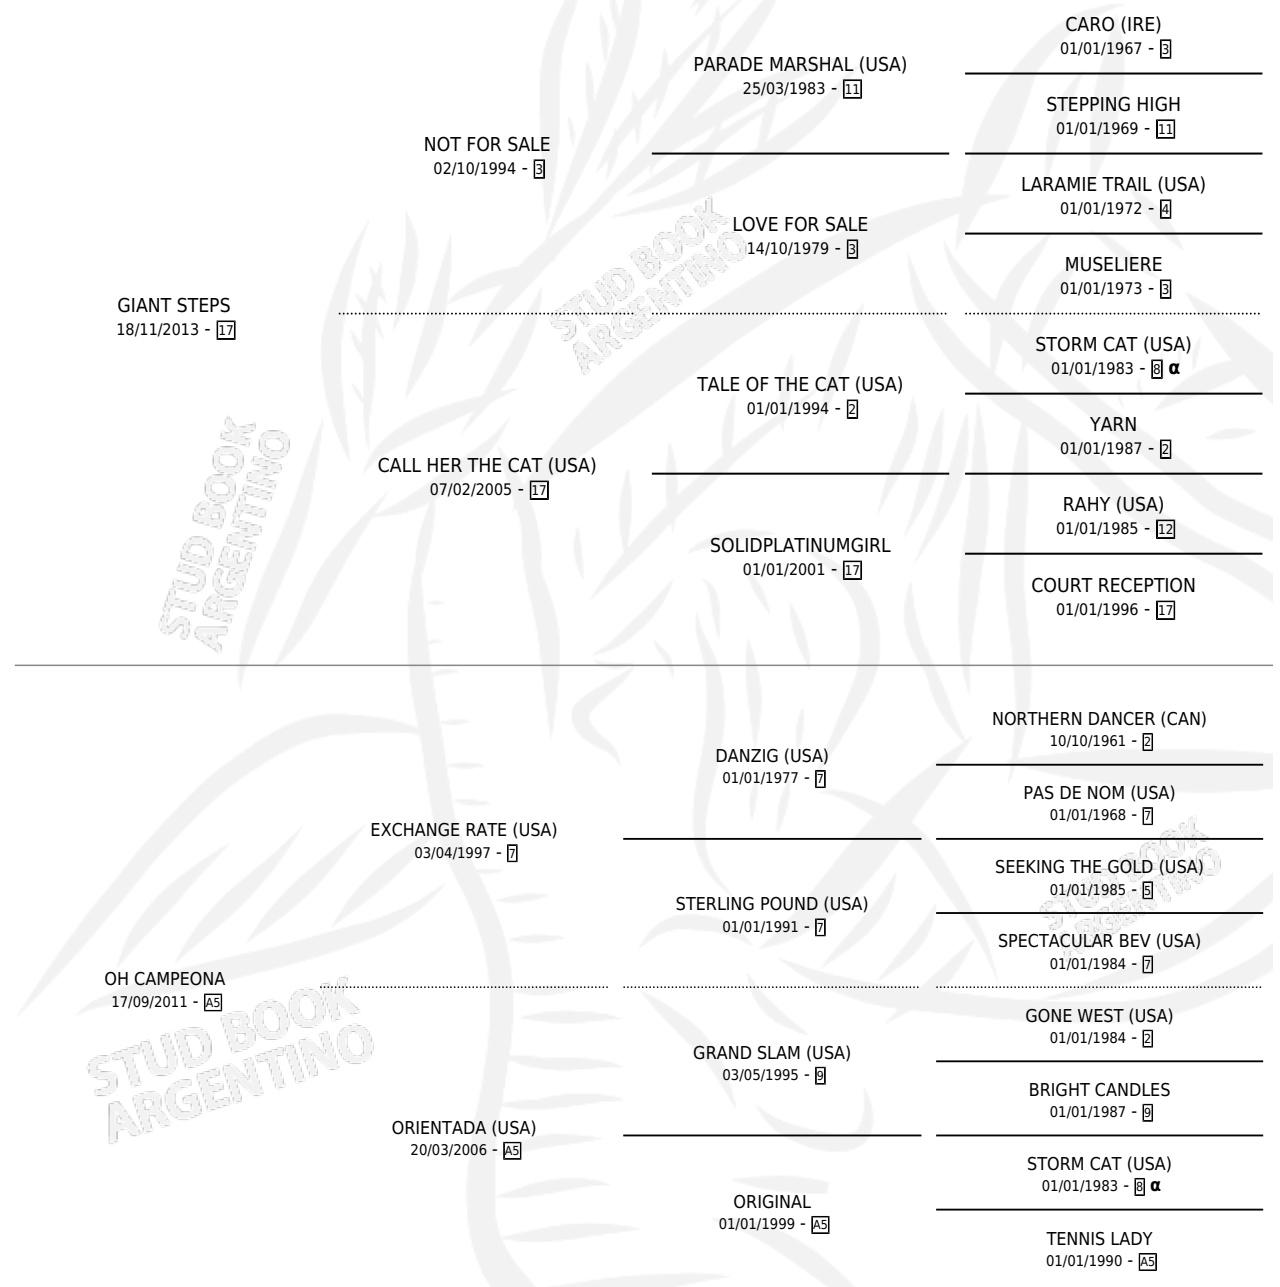 CARO (IRE)
01/01/1967 - 3
PARADE MARSHAL (USA)
25/03/1983 - 11
STEPPING HIGH
01/01/1969 - 11
NOT FOR SALE
02/10/1994 - 3
LARAMIE TRAIL (USA)
01/01/1972 - 4
LOVE FOR SALE
14/10/1979 - 3
MUSELIERE
01/01/1973 - 3
GIANT STEPS
18/11/2013 - 17
STORM CAT (USA)
01/01/1983 - 8 α
TALE OF THE CAT (USA)
01/01/1994 - 2
YARN
01/01/1987 - 2
CALL HER THE CAT (USA)
07/02/2005 - 17
RAHY (USA)
01/01/1985 - 12
SOLIDPLATINUMGIRL
01/01/2001 - 17
COURT RECEPTION
01/01/1996 - 17
STUD BOOK
ARGENTINO
STUD BOOK
ARGENTINO
NORTHERN DANCER (CAN)
10/10/1961 - 2
DANZIG (USA)
01/01/1977 - 7
PAS DE NOM (USA)
01/01/1968 - 7
EXCHANGE RATE (USA)
03/04/1997 - 7
SEEKING THE GOLD (USA)
01/01/1985 - 5
STERLING POUND (USA)
01/01/1991 - 7
SPECTACULAR BEV (USA)
01/01/1984 - 7
OH CAMPEONA
17/09/2011 - A5
GONE WEST (USA)
01/01/1984 - 2
GRAND SLAM (USA)
03/05/1995 - 9
BRIGHT CANDLES
01/01/1987 - 9
ORIENTADA (USA)
20/03/2006 - A5
STORM CAT (USA)
01/01/1983 - 8 α
ORIGINAL
01/01/1999 - A5
TENNIS LADY
01/01/1990 - A5
STUD BOOK
ARGENTINO
STUD BOOK
ARGENTINO